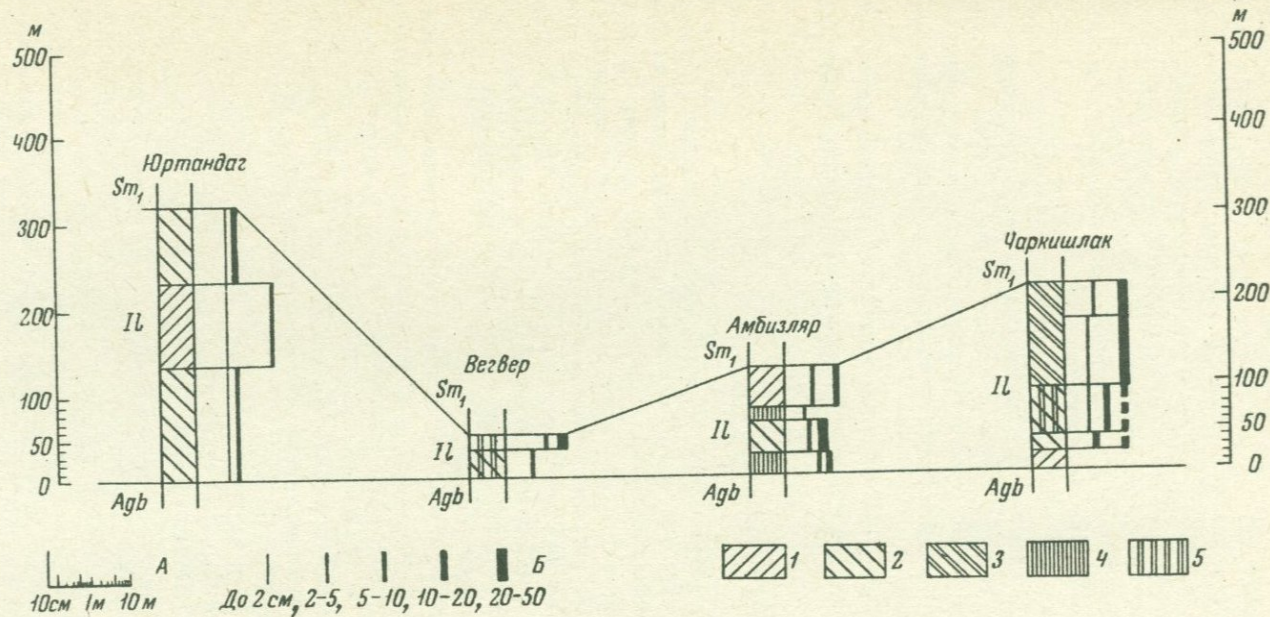 м
500
400
300
200
100
50
0
м
500
400
300
200
100
50
0
Юртандаг
Sm₁
Il
Agb
Вегвер
Sm₁
Il
Agb
Амбизляр
Sm₁
Il
Agb
Чаркишлак
Sm₁
Il
Agb
А
10см 1м 10 м
Б
До 2 см, 2-5, 5-10, 10-20, 20-50
1 2 3 4 5